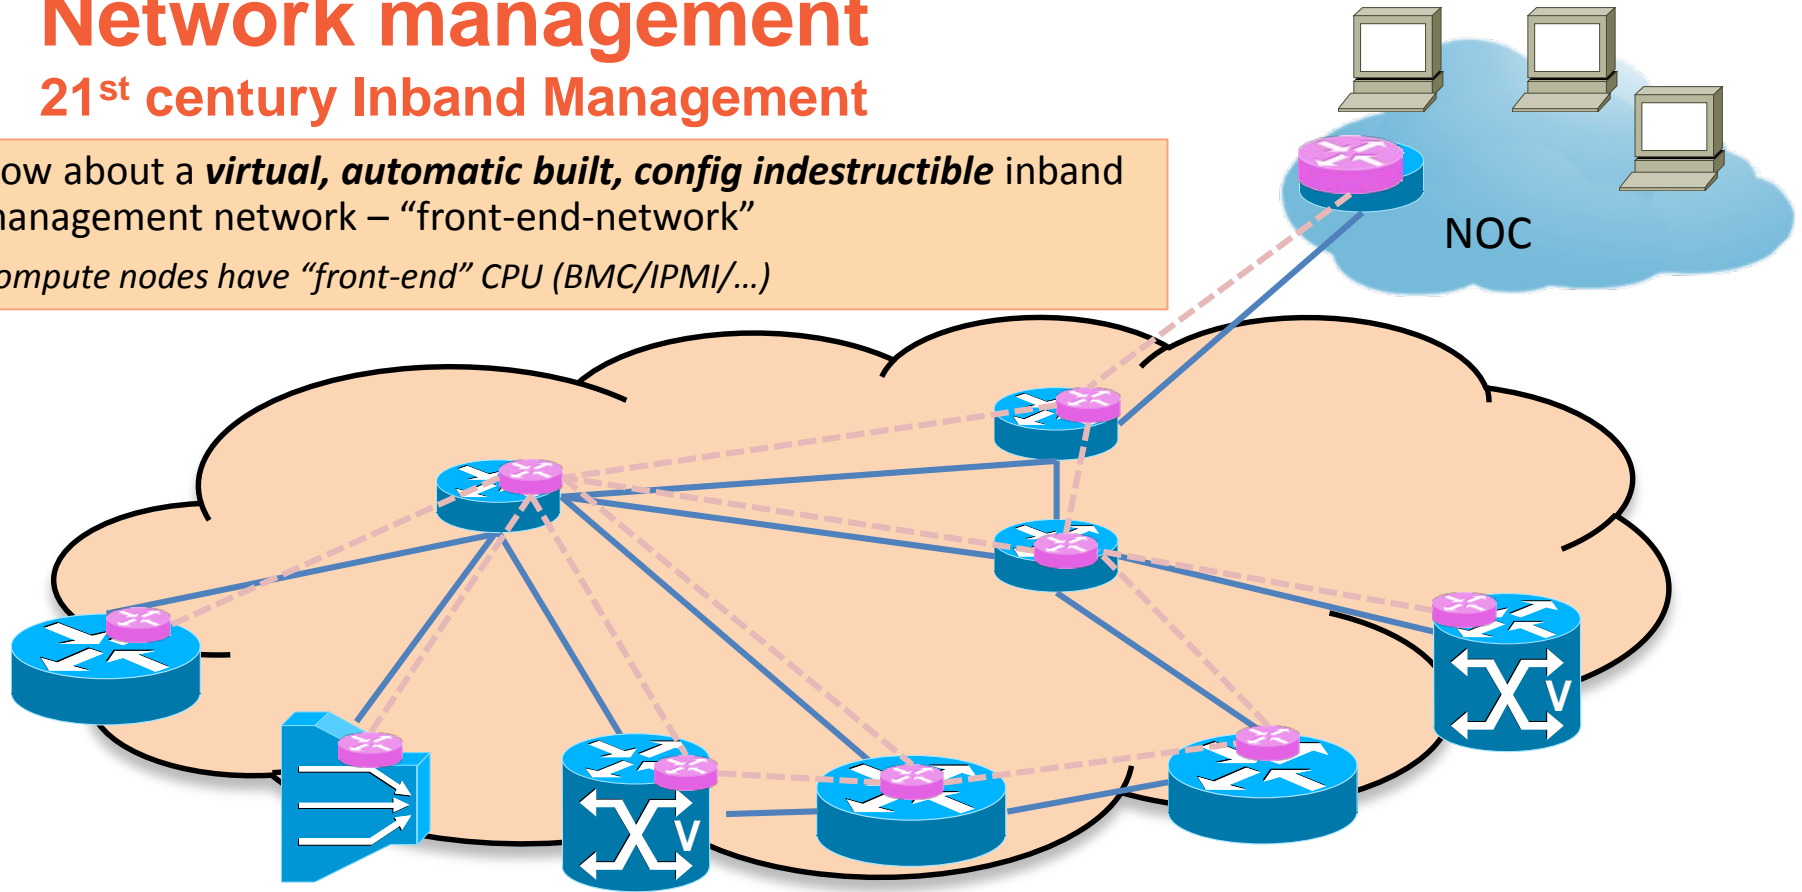 Network management
21st century Inband Management
ow about a virtual, automatic built, config indestructible inband
anagement network – “front-end-network”
ompute nodes have “front-end” CPU (BMC/IPMI/…)
NOC
V
V